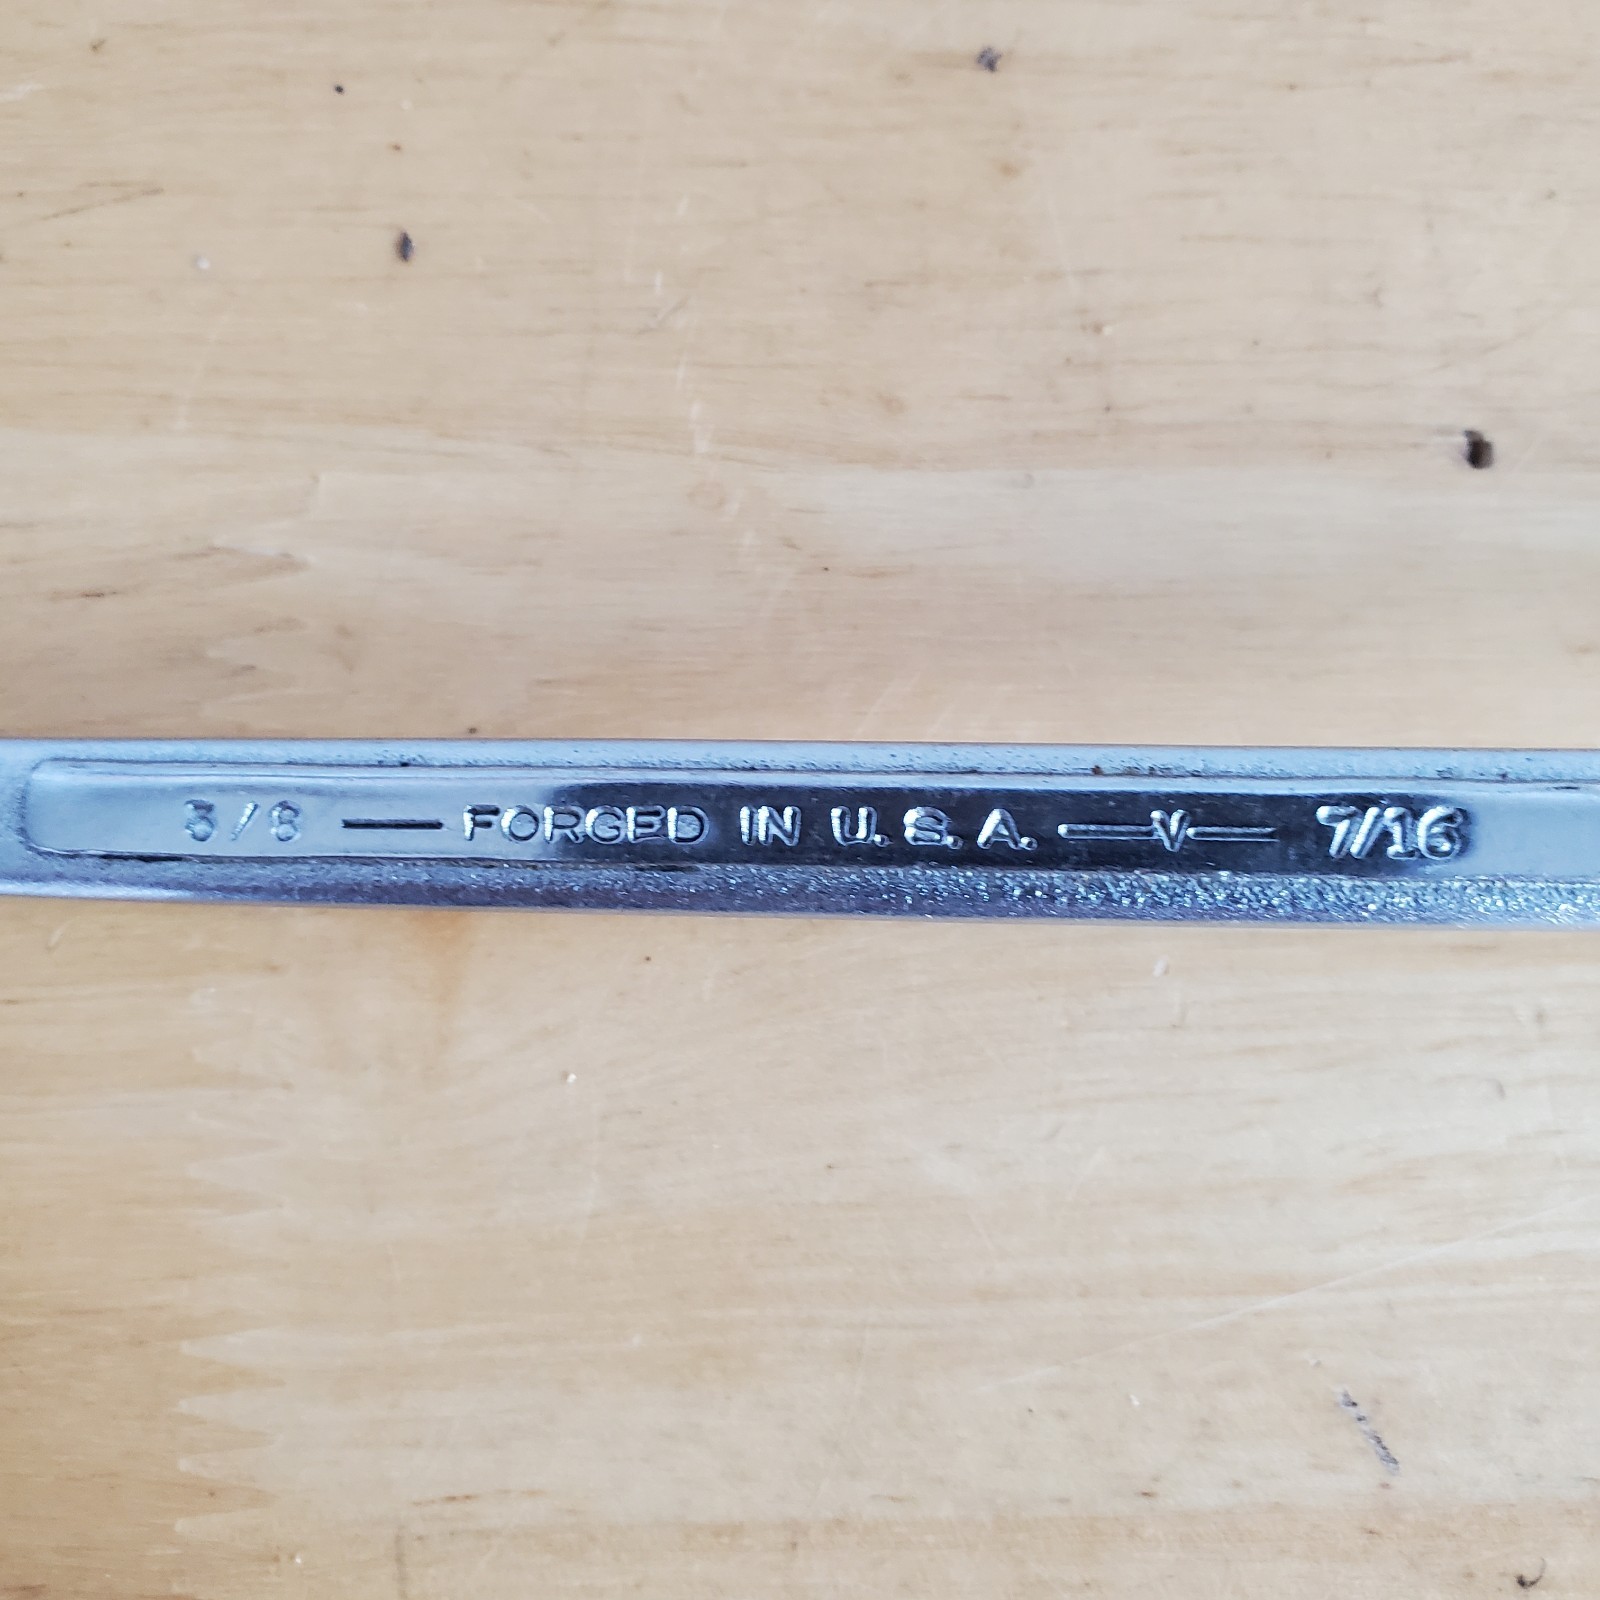 3/8 — FORGED IN U.S.A. —V— 7/16